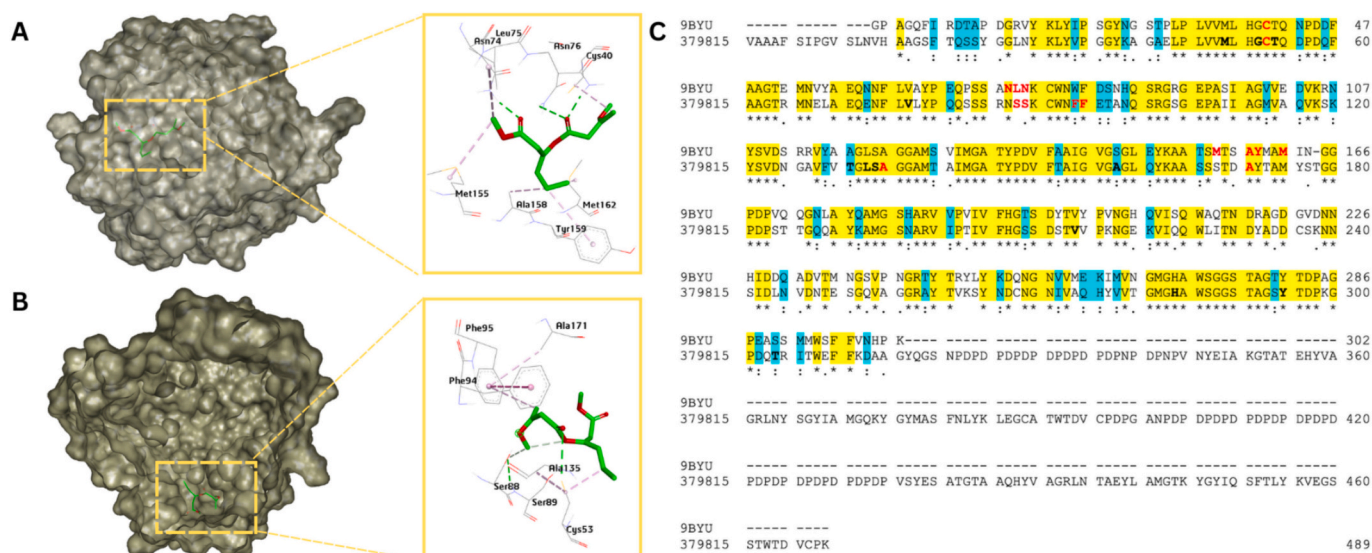 A
Asn74
Leu75
Asn76
Cys40
Met155
Ala158
Met162
Tyr159
B
Phe95
Ala171
Phe94
Ala135
Ser88
Ser89
Cys53
C
9BYU ----- ----- ---GP AGQFI RDTAP DGRVY KLYIP SGYNG STPLP LVVML HGCTQ NPDDF 47
379815 VAAAF SIPGV SLNVH AAGSF TQSSY GGLNY KLYVP GGYKA GAELP LVVML HGCTQ DPDQF 60
9BYU AAGTE MNVYA EQNNF LVAYP EQPSS ANLNK CWNWF DSNHQ SRGRG EPASI AGVVE DVKRN 107
379815 AAGTR MNELA EEQNF LVLYP EQSSS RNSSK CWNWF FETANQ SRGSG EPAII AGMVA QVKSK 120
9BYU YSVDN SRRVY A AGLSA GGAMS VIMGA TYPDV FAAIG VGSGL EYKAA TSMTS AYMAM IN-GG 166
379815 YSVDN GAVFV TGLSA GGAMT AIMGA TYPDV FAAIG VGSAL EYKAA SSSTD AYTAM YSTGG 180
9BYU PDPVQ QGNLA YQAMG SHARV VPVIV FHGTS DYTVY PVNGH QVISQ WAQTN DRAGD GVDNN 226
379815 PDPST TGQQA YKAMG SNARV IPTIV FHGSS DSTVV PKNGE KVIQQ WLITN DYADD CSKNN 240
9BYU HIDDQ ADVTM NGSVP NGRTY TRYLY KDQNG NVVME KIMVN GMGHA WSGGS TAGTY TDPAG 286
379815 SIDLN VDNTE SGQVA GGRAY TVKSY NDCNG NIVAQ HYVVT GMGHA WSGGS TAGSY TDPKG 300
9BYU PEASS MMWSF FVNHP K---- ----- ----- ----- ----- ----- ----- ----- ----- 302
379815 PDQTR ITWEF FKDAA GYQGS NPDPD PDPDP DPDPD PDPNP DPNPV NYEIA KGTAT EHYVA 360
9BYU ----- ----- ----- ----- ----- ----- ----- ----- ----- ----- ----- -----
379815 GRLNY SGYIA MGQKY GYMAS FNLYK LEGCA TWTDV CPDPG ANPDP DPDPD PDPDP DPDPD 420
9BYU ----- ----- ----- ----- ----- ----- ----- ----- ----- ----- ----- -----
379815 PDPDP DPDPD PDPDP VSYES ATGTA AQHYV AGRLN TAEYL AMGTK YGYIQ SFTLY KVEGS 460
9BYU ----- ----
379815 STWTD VCPK 489